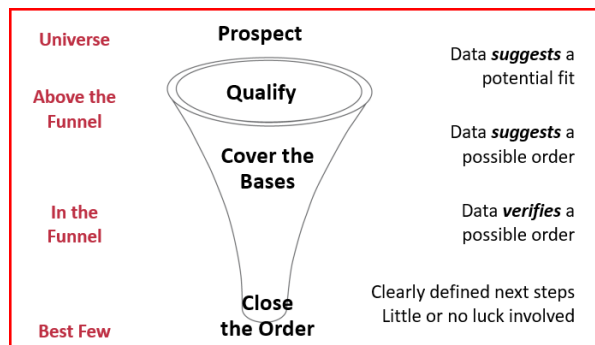 Universe
Prospect
Data suggests a
potential fit
Above the
Funnel
Qualify
Data suggests a
possible order
Cover the
Bases
In the
Funnel
Data verifies a
possible order
Clearly defined next steps
Little or no luck involved
Close
the Order
Best Few